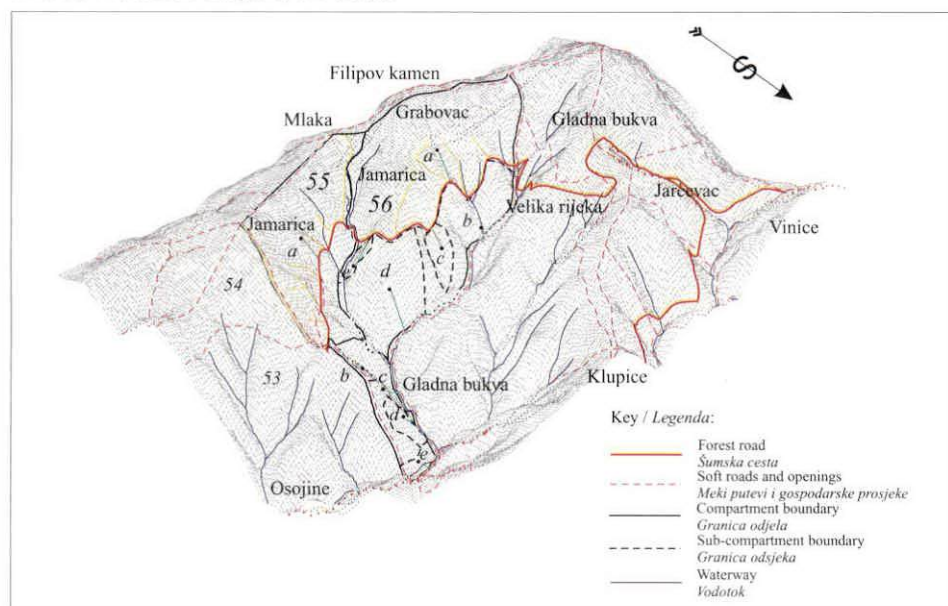 S
Filipov kamen
Grabovac
Mlaka
Gladna bukva
a
55
Jamarica
56
Jarčevac
Velika rijeka
Jamarica
b
Vinice
a
e
c
d
54
53
b
c
Gladna bukva
Klupice
d
e
Osojine
Key / Legenda:
Forest road
Šumska cesta
Soft roads and openings
Meki putevi i gospodarske prosjeke
Compartment boundary
Granica odjela
Sub-compartment boundary
Granica odsjeka
Waterway
Vodotok